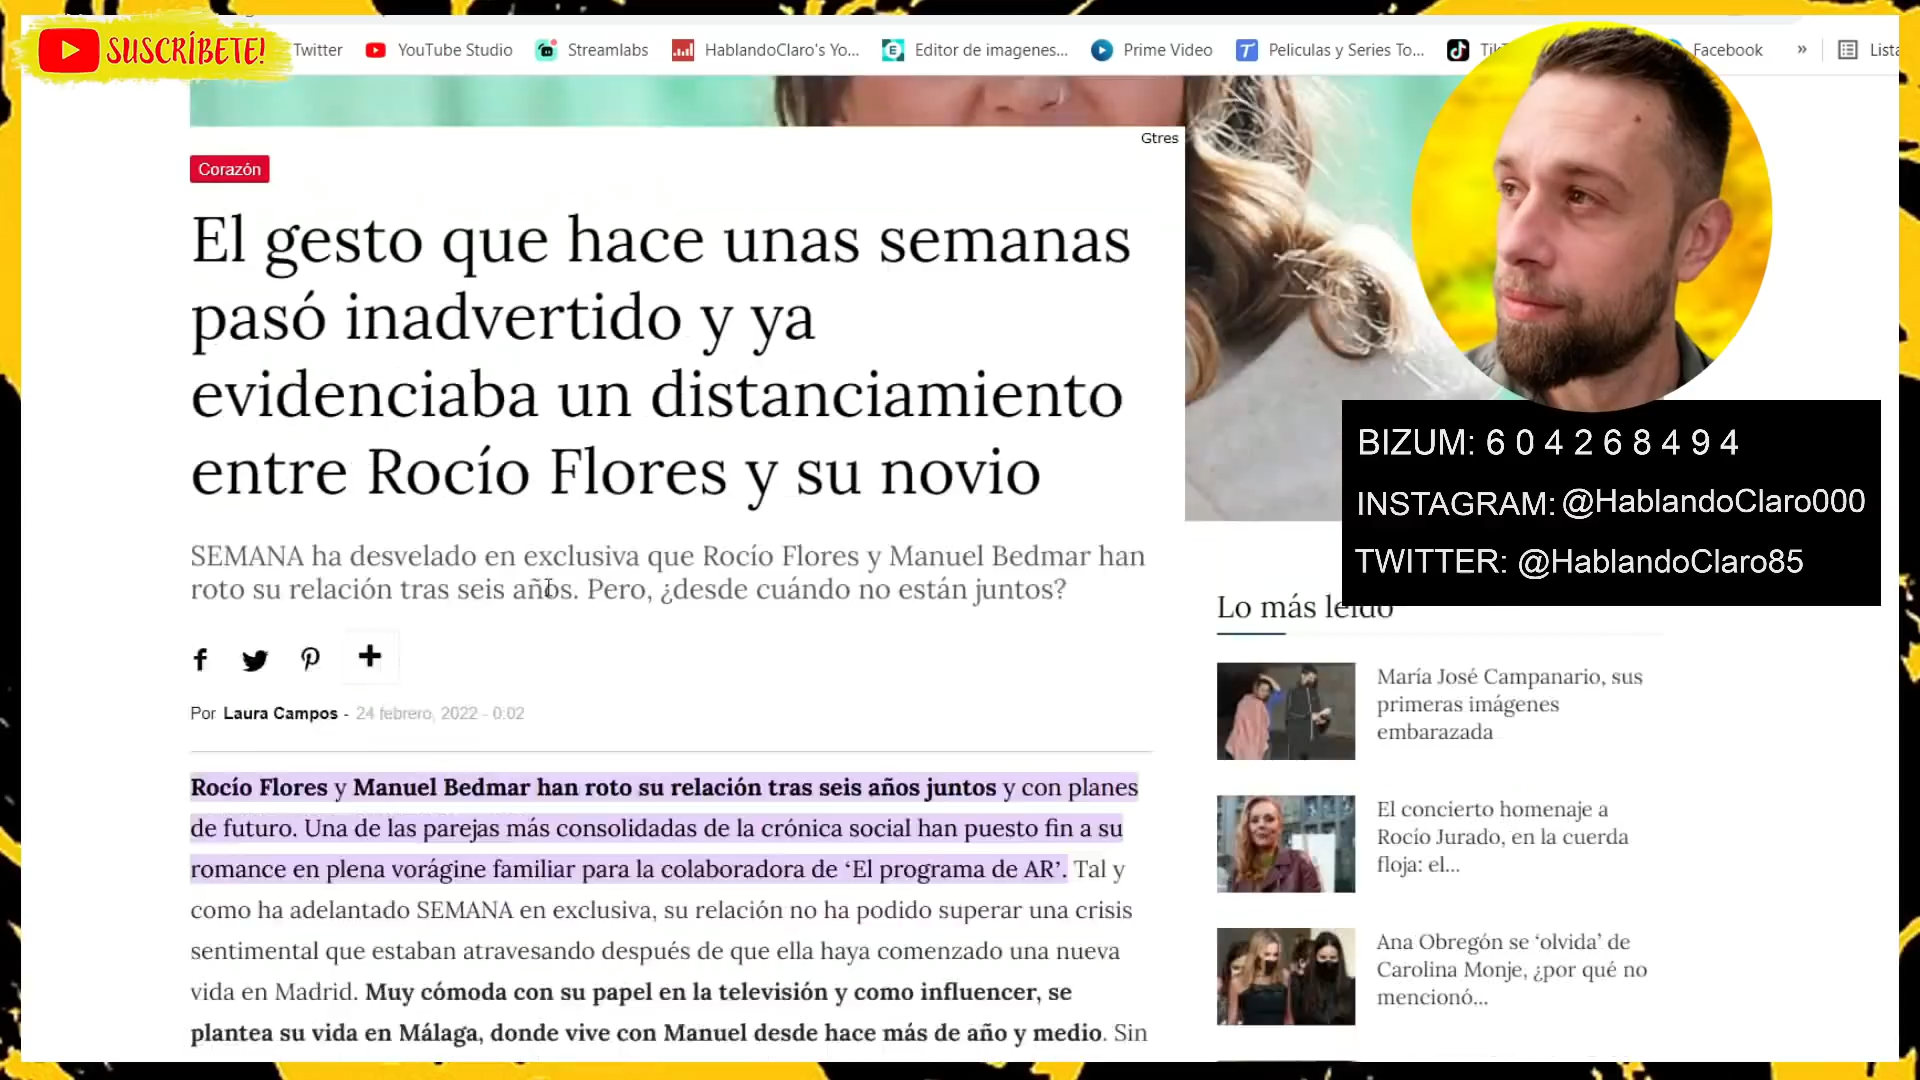 SUSCRÍBETE!
Twitter
YouTube Studio
Streamlabs
HablandoClaro's Yo...
Editor de imagenes...
Prime Video
Peliculas y Series To...
Facebook
»
Gtres
Corazón
El gesto que hace unas semanas
pasó inadvertido y ya
evidenciaba un distanciamiento
entre Rocío Flores y su novio
SEMANA ha desvelado en exclusiva que Rocío Flores y Manuel Bedmar han
roto su relación tras seis años. Pero, ¿desde cuándo no están juntos?
Por Laura Campos - 24 febrero, 2022 - 0:02
Rocío Flores y Manuel Bedmar han roto su relación tras seis años juntos y con planes
de futuro. Una de las parejas más consolidadas de la crónica social han puesto fin a su
romance en plena vorágine familiar para la colaboradora de ‘El programa de AR’. Tal y
como ha adelantado SEMANA en exclusiva, su relación no ha podido superar una crisis
sentimental que estaban atravesando después de que ella haya comenzado una nueva
vida en Madrid. Muy cómoda con su papel en la televisión y como influencer, se
plantea su vida en Málaga, donde vive con Manuel desde hace más de año y medio. Sin
BIZUM: 6 0 4 2 6 8 4 9 4
INSTAGRAM: @HablandoClaro000
TWITTER: @HablandoClaro85
Lo más leído
María José Campanario, sus
primeras imágenes
embarazada
El concierto homenaje a
Rocío Jurado, en la cuerda
floja: el...
Ana Obregón se ‘olvida’ de
Carolina Monje, ¿por qué no
mencionó...